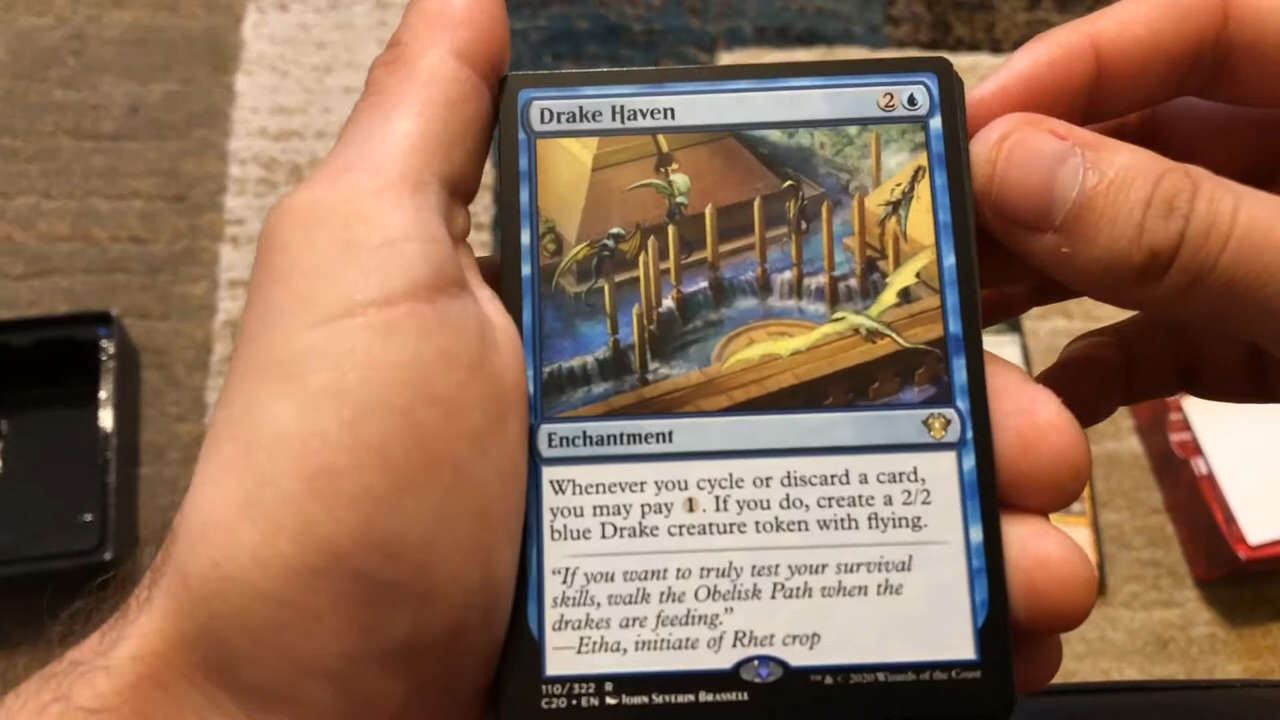 Drake Haven 2
Enchantment
Whenever you cycle or discard a card,
you may pay 1. If you do, create a 2/2
blue Drake creature token with flying.
“If you want to truly test your survival
skills, walk the Obelisk Path when the
drakes are feeding.”
—Etha, initiate of Rhet crop
110/322 R
™ & © 2020 Wizards of the Coast
C20 • EN John Severin Brassell